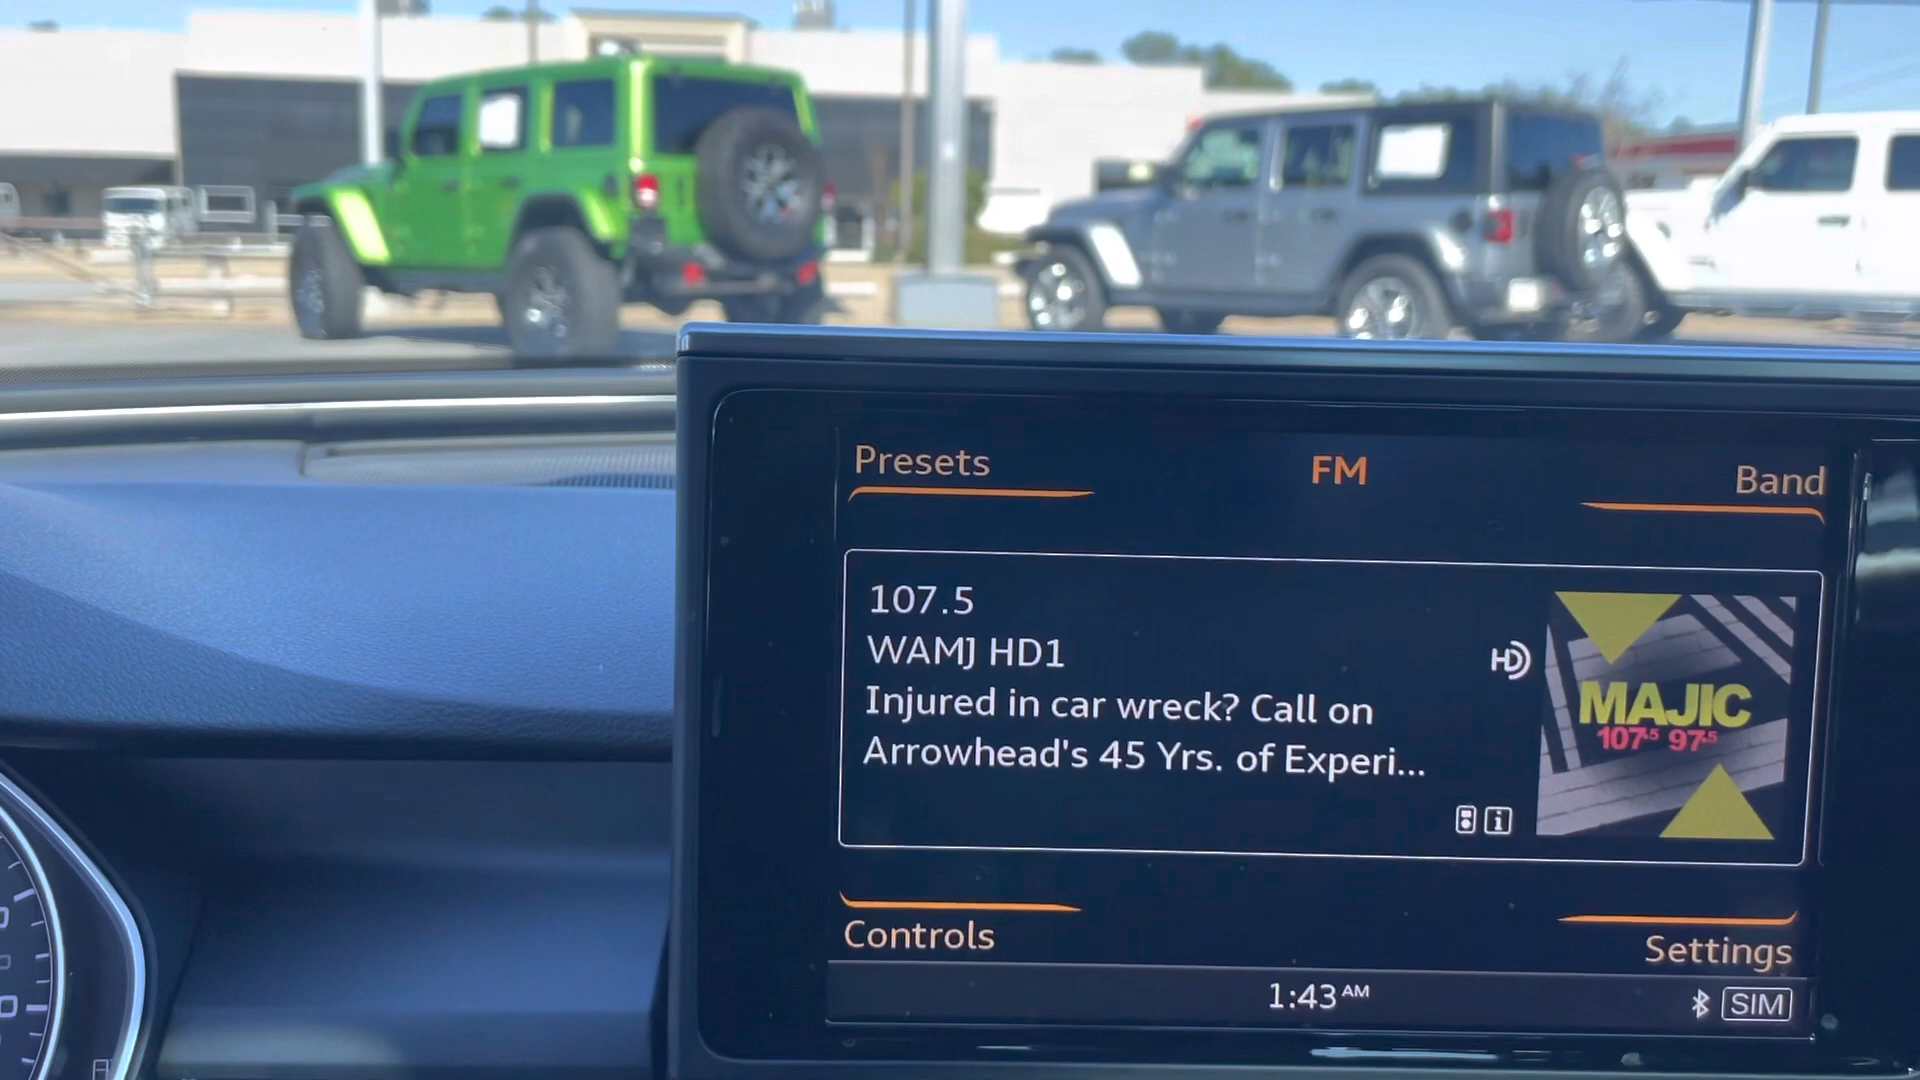 Presets
FM
Band
107.5
WAMJ HD1
Injured in car wreck? Call on
Arrowhead's 45 Yrs. of Experi...
HD
MAJIC
107.5 97.5
Controls
Settings
1:43 AM
SIM